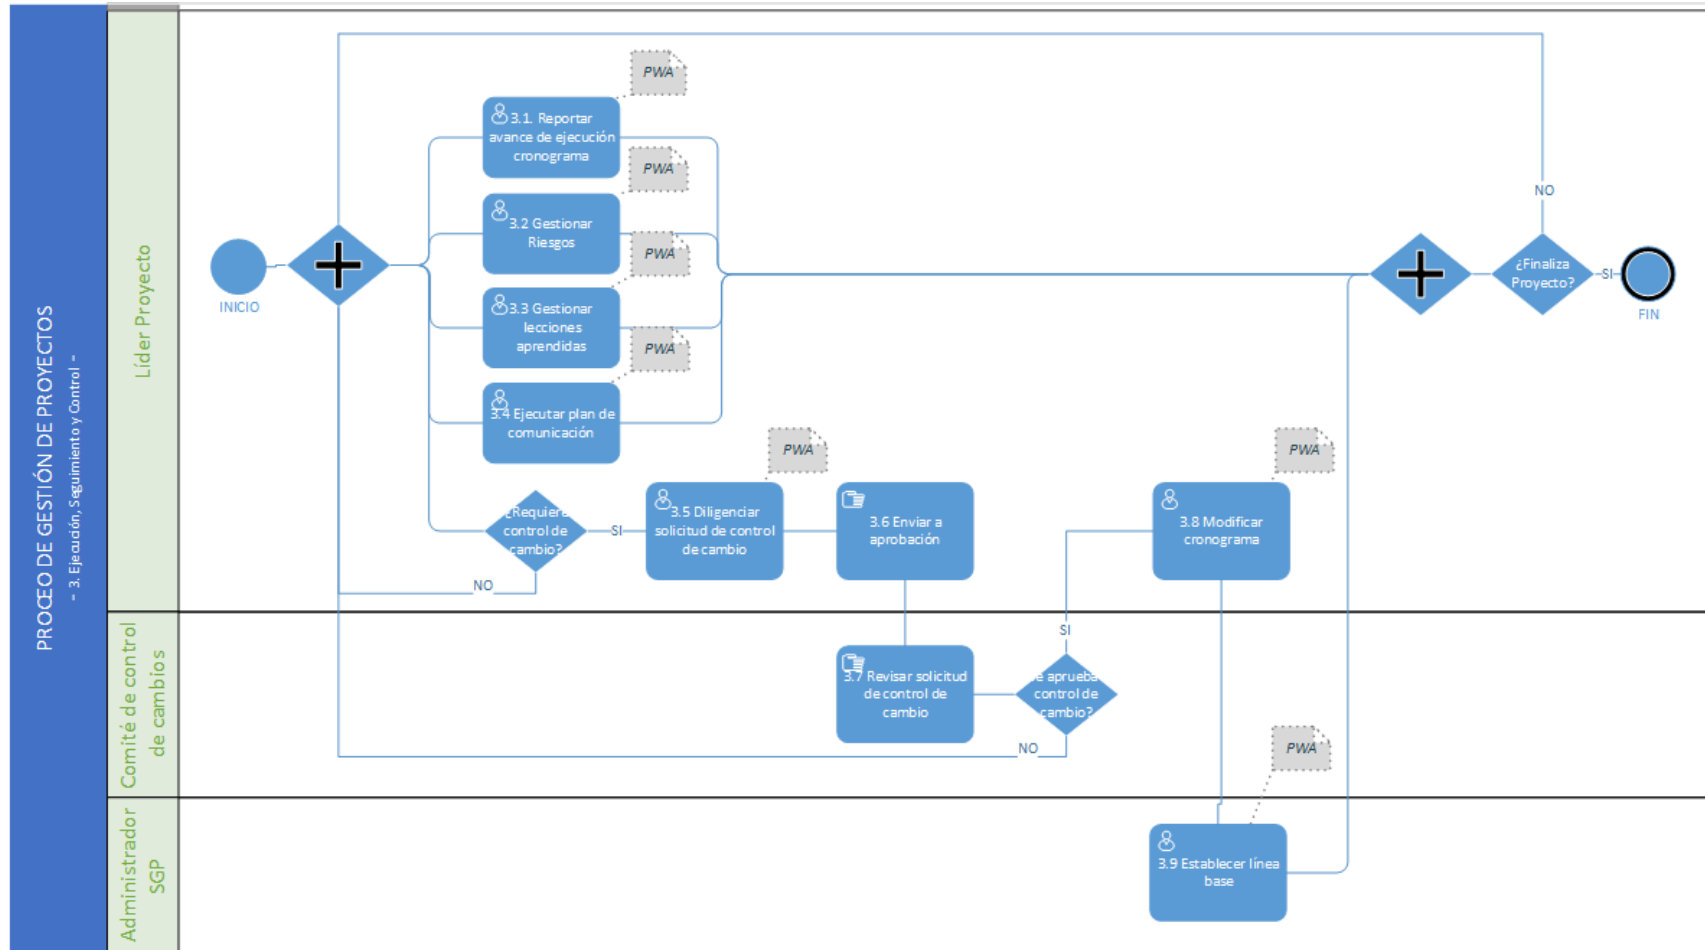 PROCEO DE GESTIÓN DE PROYECTOS
- 3. Ejecución, Seguimiento y Control -
Líder Proyecto
Comité de control
de cambios
Administrador
SGP
INICIO
PWA
3.1. Reportar
avance de ejecución
cronograma
PWA
3.2 Gestionar
Riesgos
PWA
3.3 Gestionar
lecciones
aprendidas
PWA
3.4 Ejecutar plan de
comunicación
¿Requiere
control de
cambio?
SI
NO
PWA
3.5 Diligenciar
solicitud de control
de cambio
3.6 Enviar a
aprobación
3.7 Revisar solicitud
de control de
cambio
e aprueba
control de
cambio?
SI
NO
PWA
3.8 Modificar
cronograma
PWA
3.9 Establecer línea
base
¿Finaliza
Proyecto?
NO
SI
FIN